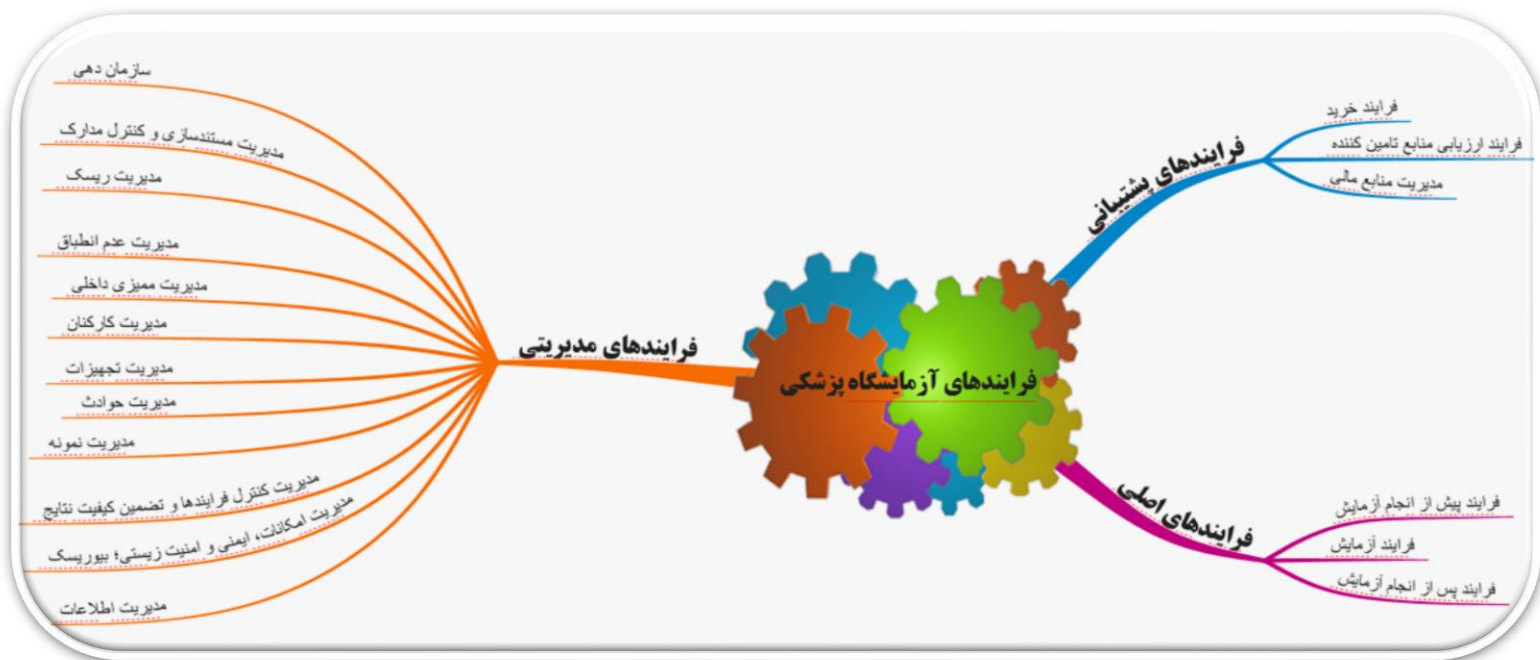 فرایندهای آزمایشگاه پزشکی
فرایندهای پشتیبانی
فرایند خرید
فرایند ارزیابی منابع تامین کننده
مدیریت منابع مالی
فرایندهای اصلی
فرایند پیش از انجام آزمایش
فرایند آزمایش
فرایند پس از انجام آزمایش
فرایندهای مدیریتی
سازمان دهی
مدیریت مستندسازی و کنترل مدارک
مدیریت ریسک
مدیریت عدم انطباق
مدیریت ممیزی داخلی
مدیریت کارکنان
مدیریت تجهیزات
مدیریت حوادث
مدیریت نمونه
مدیریت کنترل فرایندها و تضمین کیفیت نتایج
مدیریت امکانات، ایمنی و امنیت زیستی؛ بیوریسک
مدیریت اطلاعات